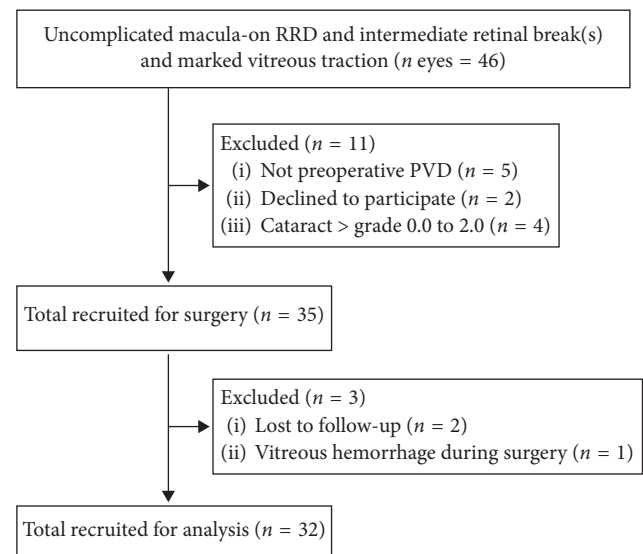 Uncomplicated macula-on RRD and intermediate retinal break(s)
and marked vitreous traction (n eyes = 46)
Excluded (n = 11)
(i) Not preoperative PVD (n = 5)
(ii) Declined to participate (n = 2)
(iii) Cataract > grade 0.0 to 2.0 (n = 4)
Total recruited for surgery (n = 35)
Excluded (n = 3)
(i) Lost to follow-up (n = 2)
(ii) Vitreous hemorrhage during surgery (n = 1)
Total recruited for analysis (n = 32)